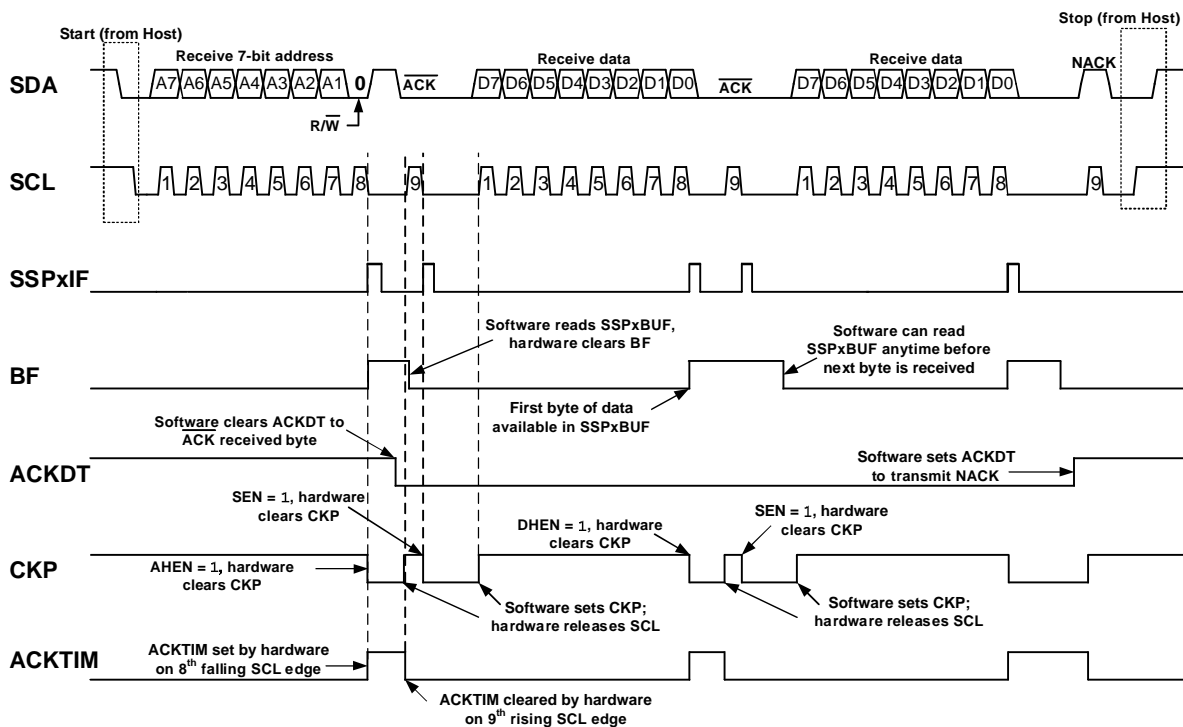 Start (from Host)
Stop (from Host)
Receive 7-bit address
Receive data
Receive data
NACK
SDA
A7 A6 A5 A4 A3 A2 A1 0
ACK
D7 D6 D5 D4 D3 D2 D1 D0
ACK
D7 D6 D5 D4 D3 D2 D1 D0
R/W
SCL
1 2 3 4 5 6 7 8 9
1 2 3 4 5 6 7 8 9
1 2 3 4 5 6 7 8 9
SSPxIF
Software reads SSPxBUF,
hardware clears BF
Software can read
SSPxBUF anytime before
next byte is received
BF
First byte of data
available in SSPxBUF
Software clears ACKDT to
ACK received byte
ACKDT
Software sets ACKDT
to transmit NACK
SEN = 1, hardware
clears CKP
DHEN = 1, hardware
clears CKP
SEN = 1, hardware
clears CKP
CKP
AHEN = 1, hardware
clears CKP
Software sets CKP;
hardware releases SCL
Software sets CKP;
hardware releases SCL
ACKTIM
ACKTIM set by hardware
on 8th falling SCL edge
ACKTIM cleared by hardware
on 9th rising SCL edge